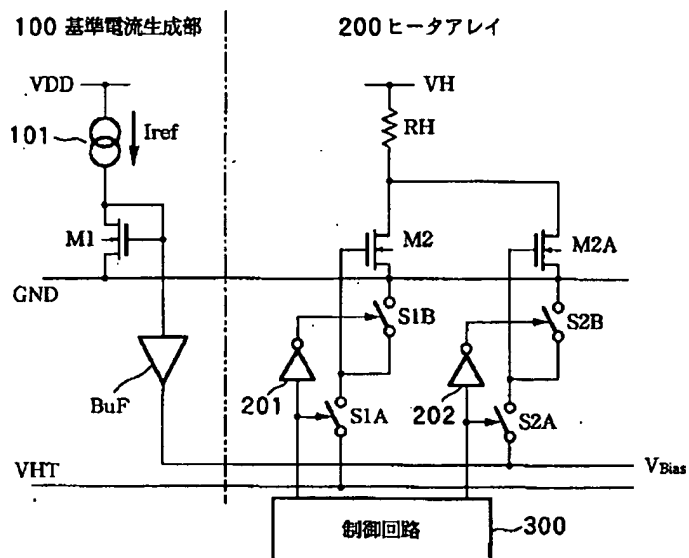 100 基準電流生成部
200 ヒータアレイ
VDD
VH
101
Iref
RH
M1
M2
M2A
GND
S1B
S2B
BuF
201
S1A
202
S2A
VHT
VBias
制御回路
300